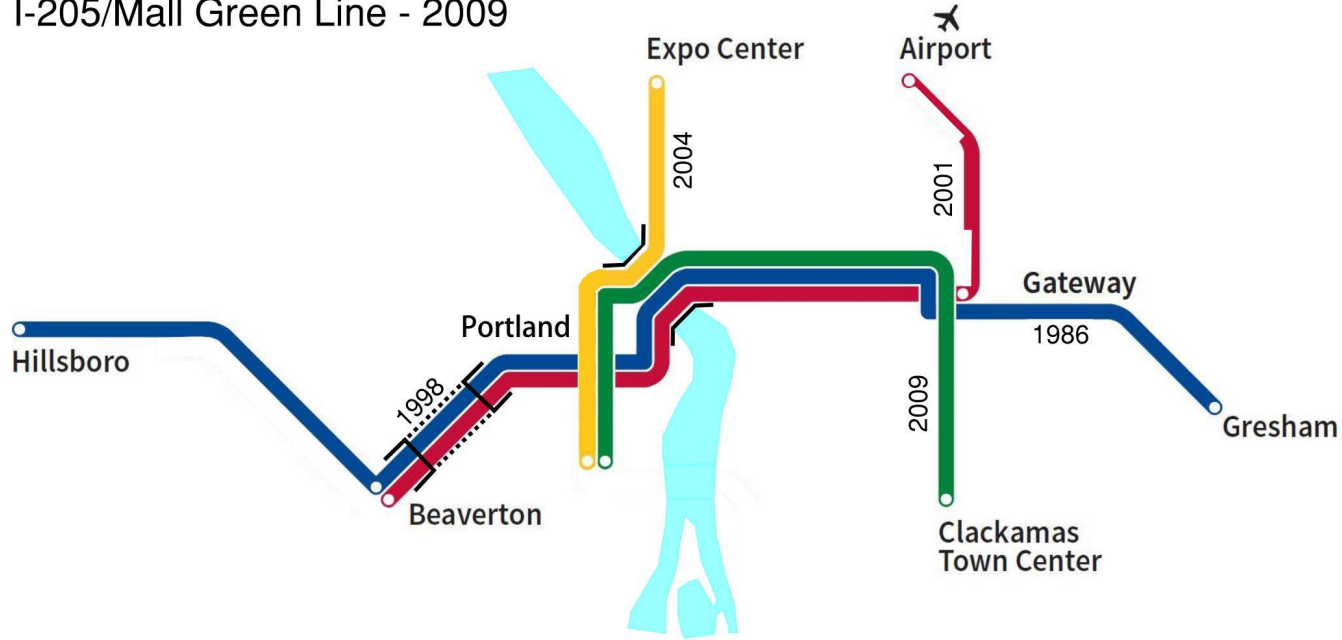 I-205/Mall Green Line - 2009
Expo Center
Airport
2004
2001
Gateway
1986
Portland
Hillsboro
1998
2009
Gresham
Beaverton
Clackamas
Town Center